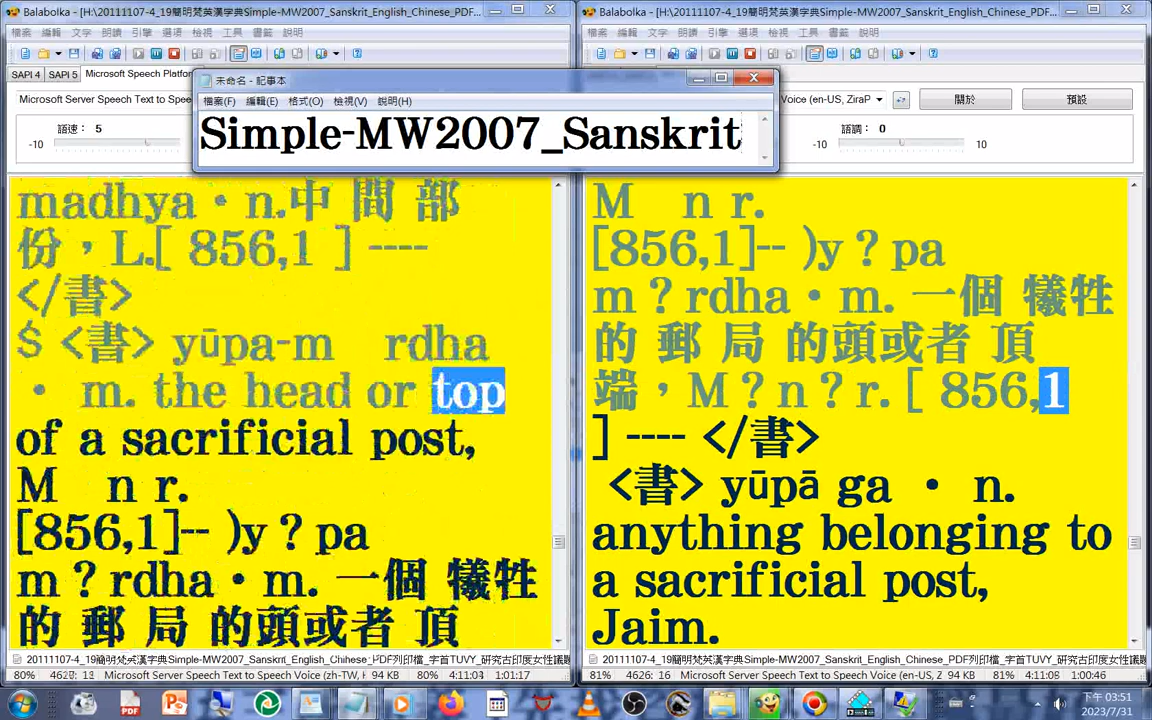 Balabolka - [H:\20111107-4_19簡明梵英漢字典Simple-MW2007_Sanskrit_English_Chinese_PDF...
檔案 編輯 文字 朗讀 引擎 選項 檢視 工具 書籤 說明
SAPI 4 SAPI 5 Microsoft Speech Platfo
Microsoft Server Speech Text to Spee
語速： 5
-10
未命名 - 記事本
檔案(F) 編輯(E) 格式(O) 檢視(V) 說明(H)
Simple-MW2007_Sanskrit
madhya • n.中 間 部
份，L.[ 856,1 ] ----
</書>
Ś <書> yūpa-m rdha
• m. the head or top
of a sacrificial post,
M n r.
[856,1]-- )y ? pa
m ? rdha • m. 一個 犧牲
的 郵 局 的頭或者 頂
20111107-4_19簡明梵英漢字典Simple-MW2007_Sanskrit_English_Chinese_PDF列印檔_字首TUVY_研究古印度女性議題
80% 4626: 13 Microsoft Server Speech Text to Speech Voice (zh-TW, H 94 KB 80% 4:11:03 1:01:17
Balabolka - [H:\20111107-4_19簡明梵英漢字典Simple-MW2007_Sanskrit_English_Chinese_PDF...
檔案 編輯 文字 朗讀 引擎 選項 檢視 工具 書籤 說明
Voice (en-US, ZiraP 關於 預設
語調： 0
-10 10
M n r.
[856,1]-- )y ? pa
m ? rdha • m. 一個 犧牲
的 郵 局 的頭或者 頂
端，M ? n ? r. [ 856,1
] ---- </書>
<書> yūpā ga • n.
anything belonging to
a sacrificial post,
Jaim.
20111107-4_19簡明梵英漢字典Simple-MW2007_Sanskrit_English_Chinese_PDF列印檔_字首TUVY_研究古印度女性議
81% 4626: 16 Microsoft Server Speech Text to Speech Voice (en-US, Z 94 KB 81% 4:11:08 1:00:46
下午 03:51
2023/7/31